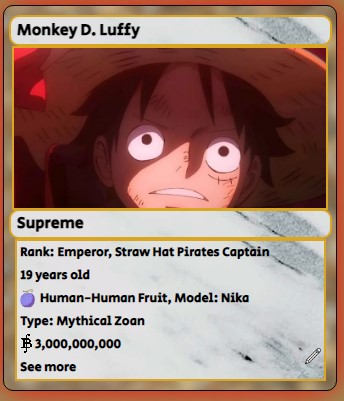 Monkey D. Luffy
Supreme
Rank: Emperor, Straw Hat Pirates Captain
19 years old
Human-Human Fruit, Model: Nika
Type: Mythical Zoan
฿ 3,000,000,000
See more